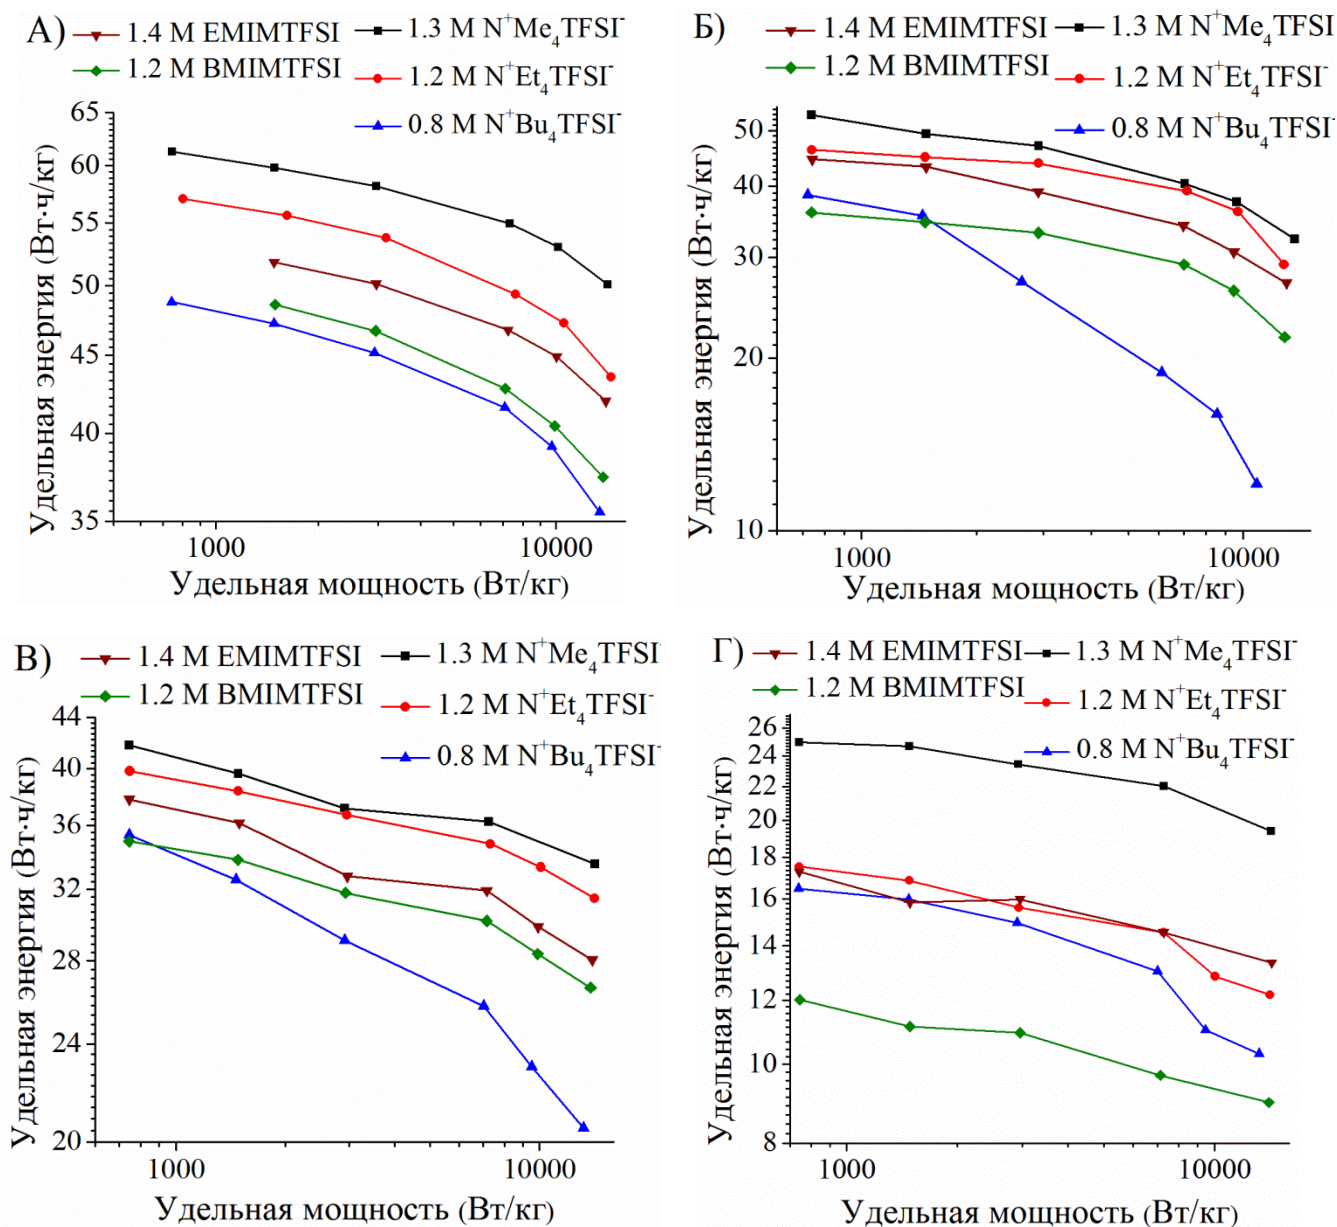 А)
1.4 M EMIMTFSI
1.2 M BMIMTFSI
1.3 M N⁺Me₄TFSI⁻
1.2 M N⁺Et₄TFSI⁻
0.8 M N⁺Bu₄TFSI⁻
65
60
55
50
45
40
35
1000 10000
Удельная энергия (Вт·ч/кг)
Удельная мощность (Вт/кг)
Б)
1.4 M EMIMTFSI
1.2 M BMIMTFSI
1.3 M N⁺Me₄TFSI⁻
1.2 M N⁺Et₄TFSI⁻
0.8 M N⁺Bu₄TFSI⁻
50
40
30
20
10
1000 10000
Удельная энергия (Вт·ч/кг)
Удельная мощность (Вт/кг)
В)
1.4 M EMIMTFSI
1.2 M BMIMTFSI
1.3 M N⁺Me₄TFSI⁻
1.2 M N⁺Et₄TFSI⁻
0.8 M N⁺Bu₄TFSI⁻
44
40
36
32
28
24
20
1000 10000
Удельная энергия (Вт·ч/кг)
Удельная мощность (Вт/кг)
Г)
1.4 M EMIMTFSI
1.2 M BMIMTFSI
1.3 M N⁺Me₄TFSI⁻
1.2 M N⁺Et₄TFSI⁻
0.8 M N⁺Bu₄TFSI⁻
26
24
22
20
18
16
14
12
10
8
1000 10000
Удельная энергия (Вт·ч/кг)
Удельная мощность (Вт/кг)